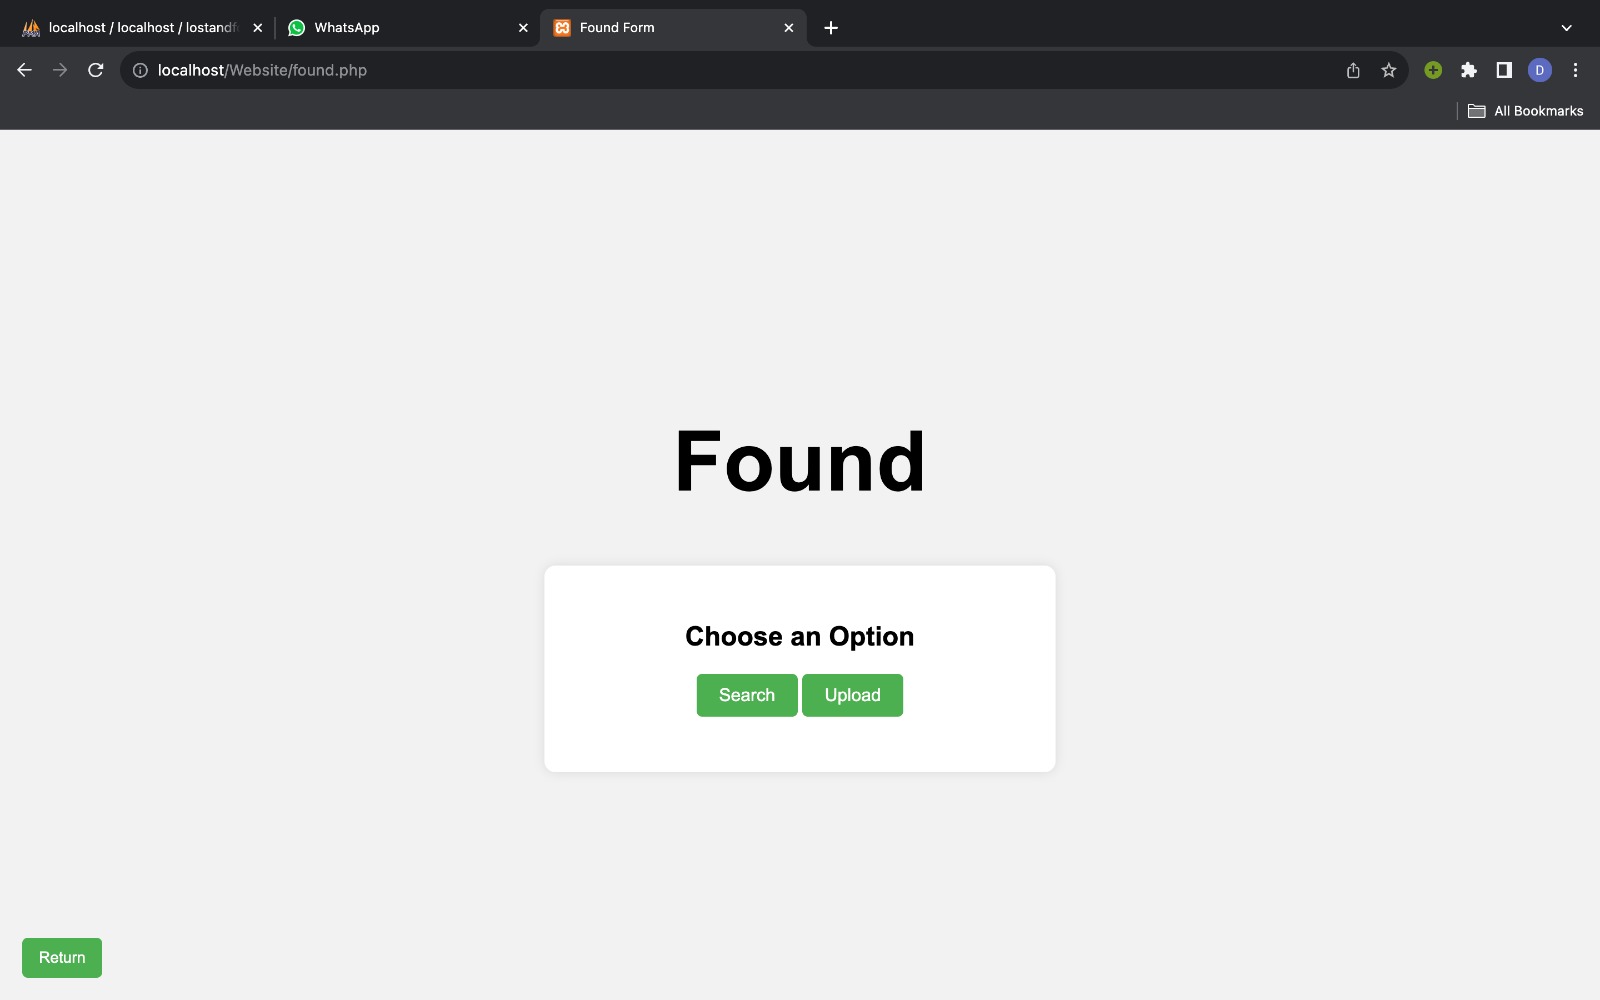 localhost / localhost / lostandf
WhatsApp
Found Form
localhost/Website/found.php
D
All Bookmarks
Found
Choose an Option
Search
Upload
Return